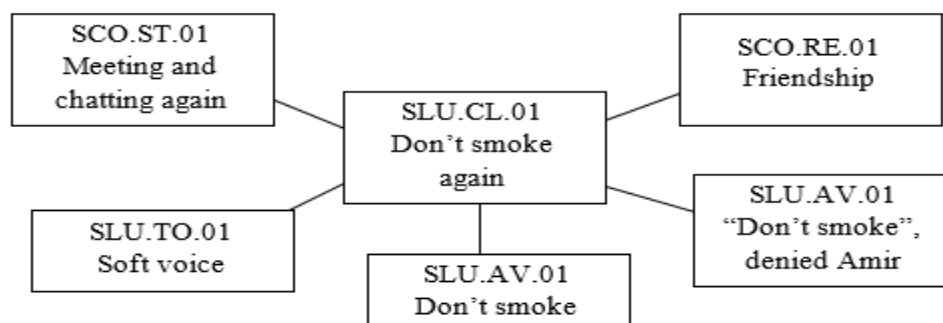 SCO.ST.01
Meeting and
chatting again
SCO.RE.01
Friendship
SLU.CL.01
Don’t smoke
again
SLU.TO.01
Soft voice
SLU.AV.01
Don’t smoke
SLU.AV.01
“Don’t smoke”,
denied Amir